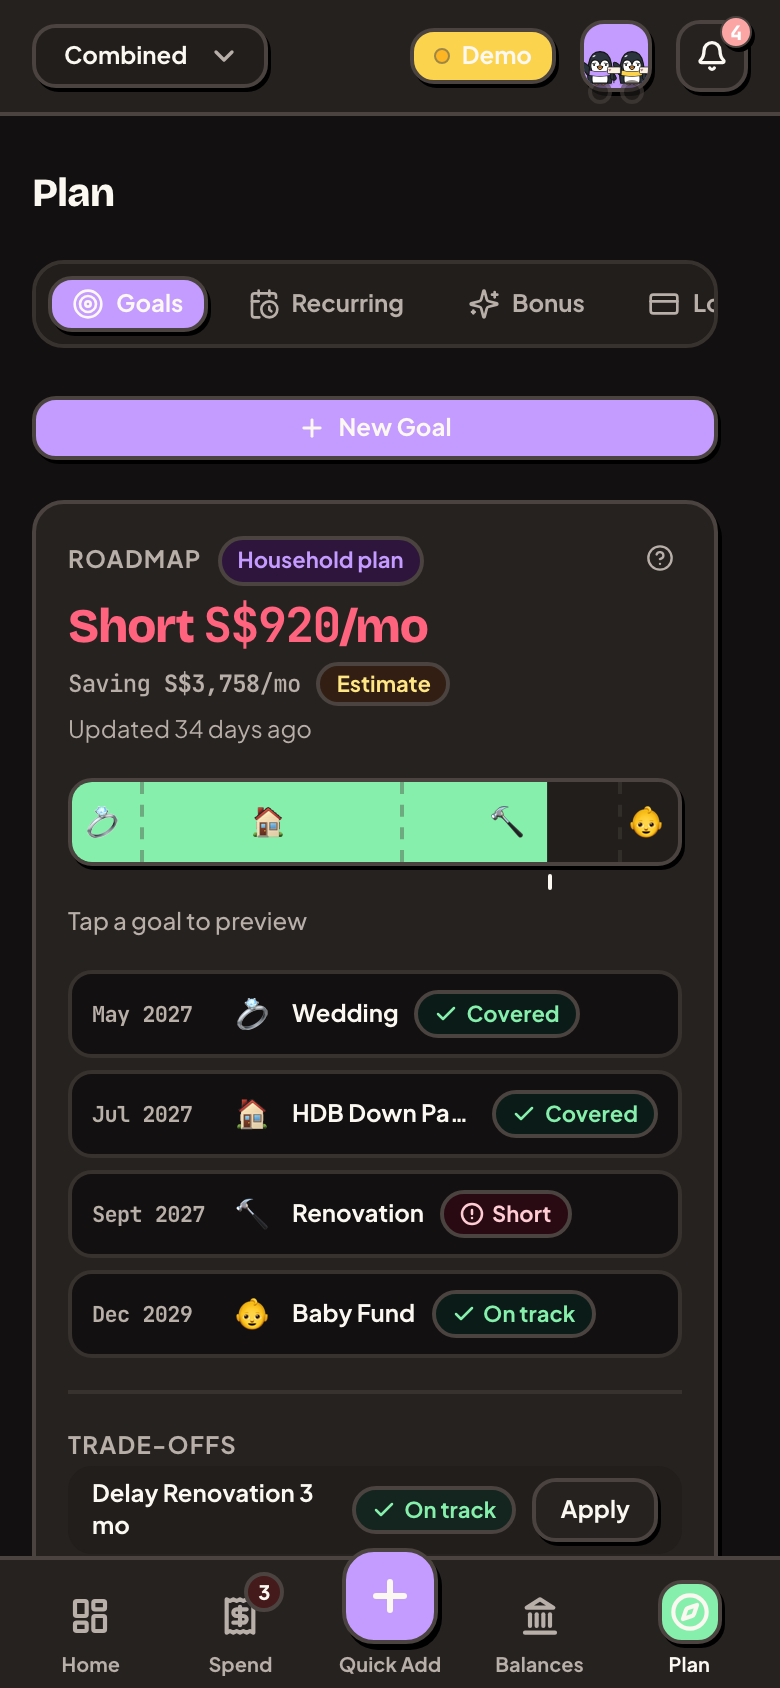 Combined
Demo
4
Plan
Goals
Recurring
Bonus
Lo
New Goal
ROADMAP
Household plan
Short S$920/mo
Saving S$3,758/mo
Estimate
Updated 34 days ago
Tap a goal to preview
May 2027 Wedding Covered
Jul 2027 HDB Down Pa... Covered
Sept 2027 Renovation Short
Dec 2029 Baby Fund On track
TRADE-OFFS
Delay Renovation 3
mo
On track
Apply
3
Home
Spend
Quick Add
Balances
Plan